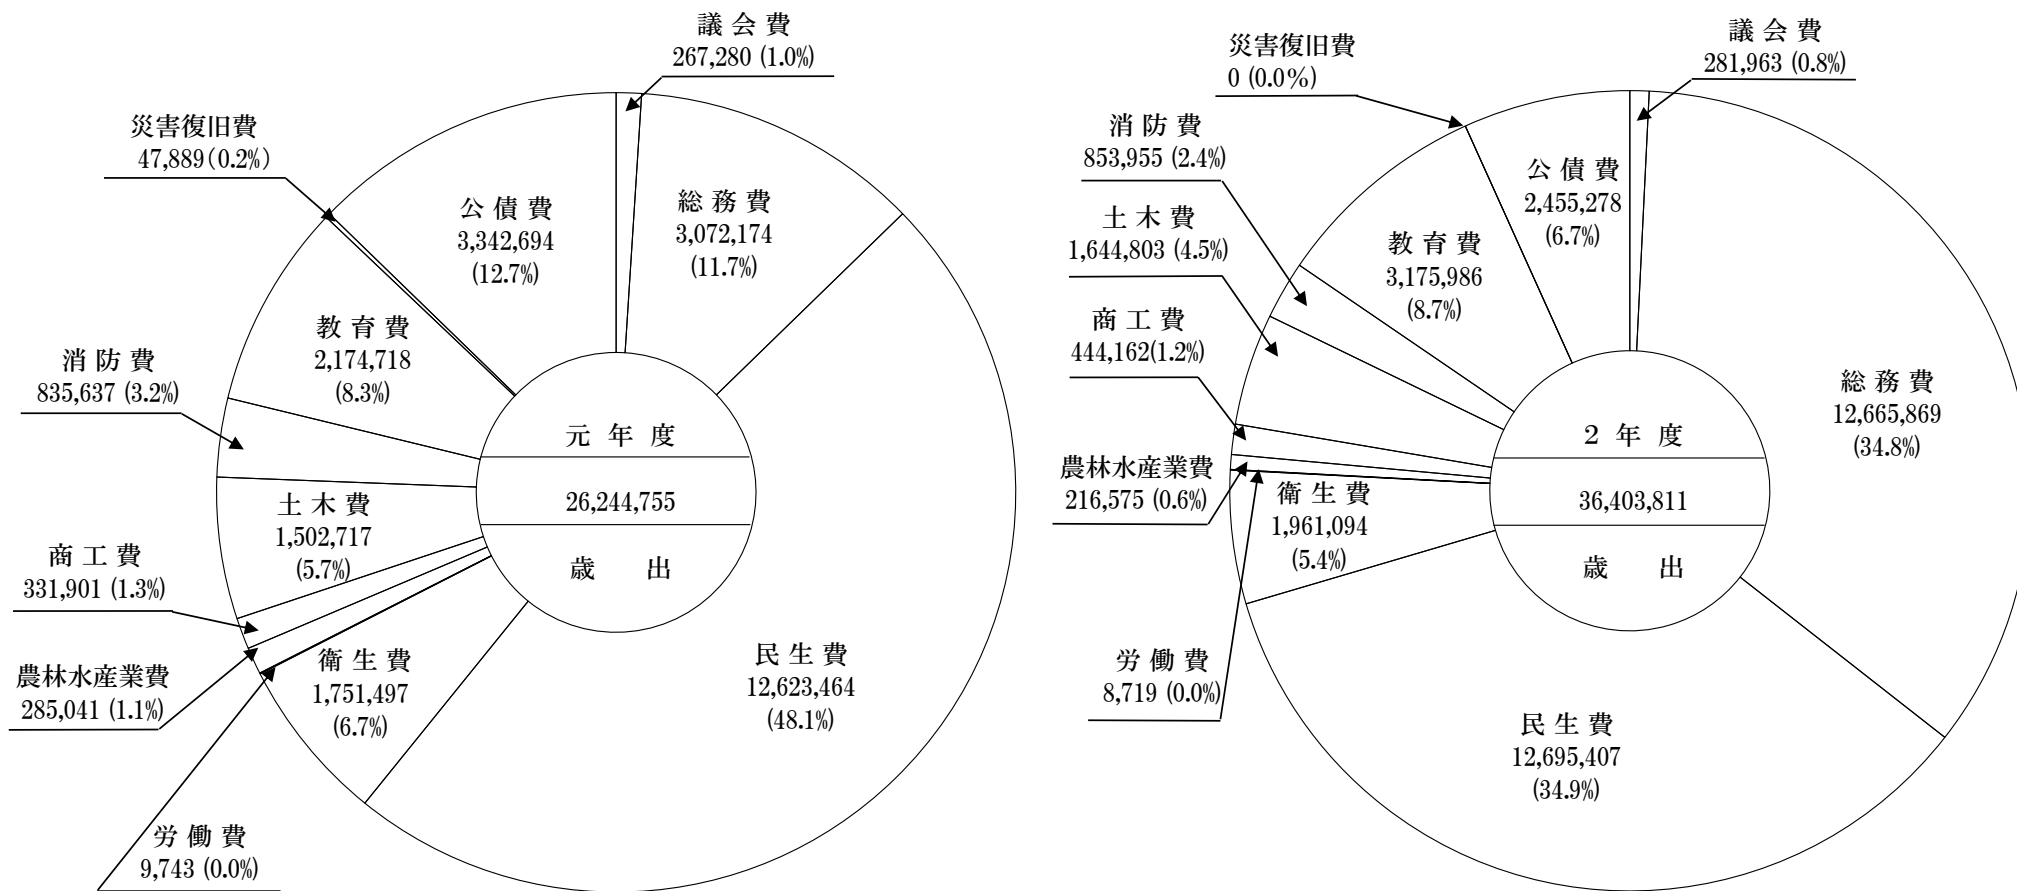 議会費
267,280 (1.0%)
災害復旧費
47,889(0.2%)
公債費
3,342,694
(12.7%)
総務費
3,072,174
(11.7%)
教育費
2,174,718
(8.3%)
消防費
835,637 (3.2%)
元年度
26,244,755
歳出
土木費
1,502,717
(5.7%)
商工費
331,901 (1.3%)
農林水産業費
285,041 (1.1%)
衛生費
1,751,497
(6.7%)
民生費
12,623,464
(48.1%)
労働費
9,743 (0.0%)
議会費
281,963 (0.8%)
災害復旧費
0 (0.0%)
消防費
853,955 (2.4%)
公債費
2,455,278
(6.7%)
土木費
1,644,803 (4.5%)
教育費
3,175,986
(8.7%)
商工費
444,162(1.2%)
総務費
12,665,869
(34.8%)
2年度
36,403,811
歳出
農林水産業費
216,575 (0.6%)
衛生費
1,961,094
(5.4%)
労働費
8,719 (0.0%)
民生費
12,695,407
(34.9%)